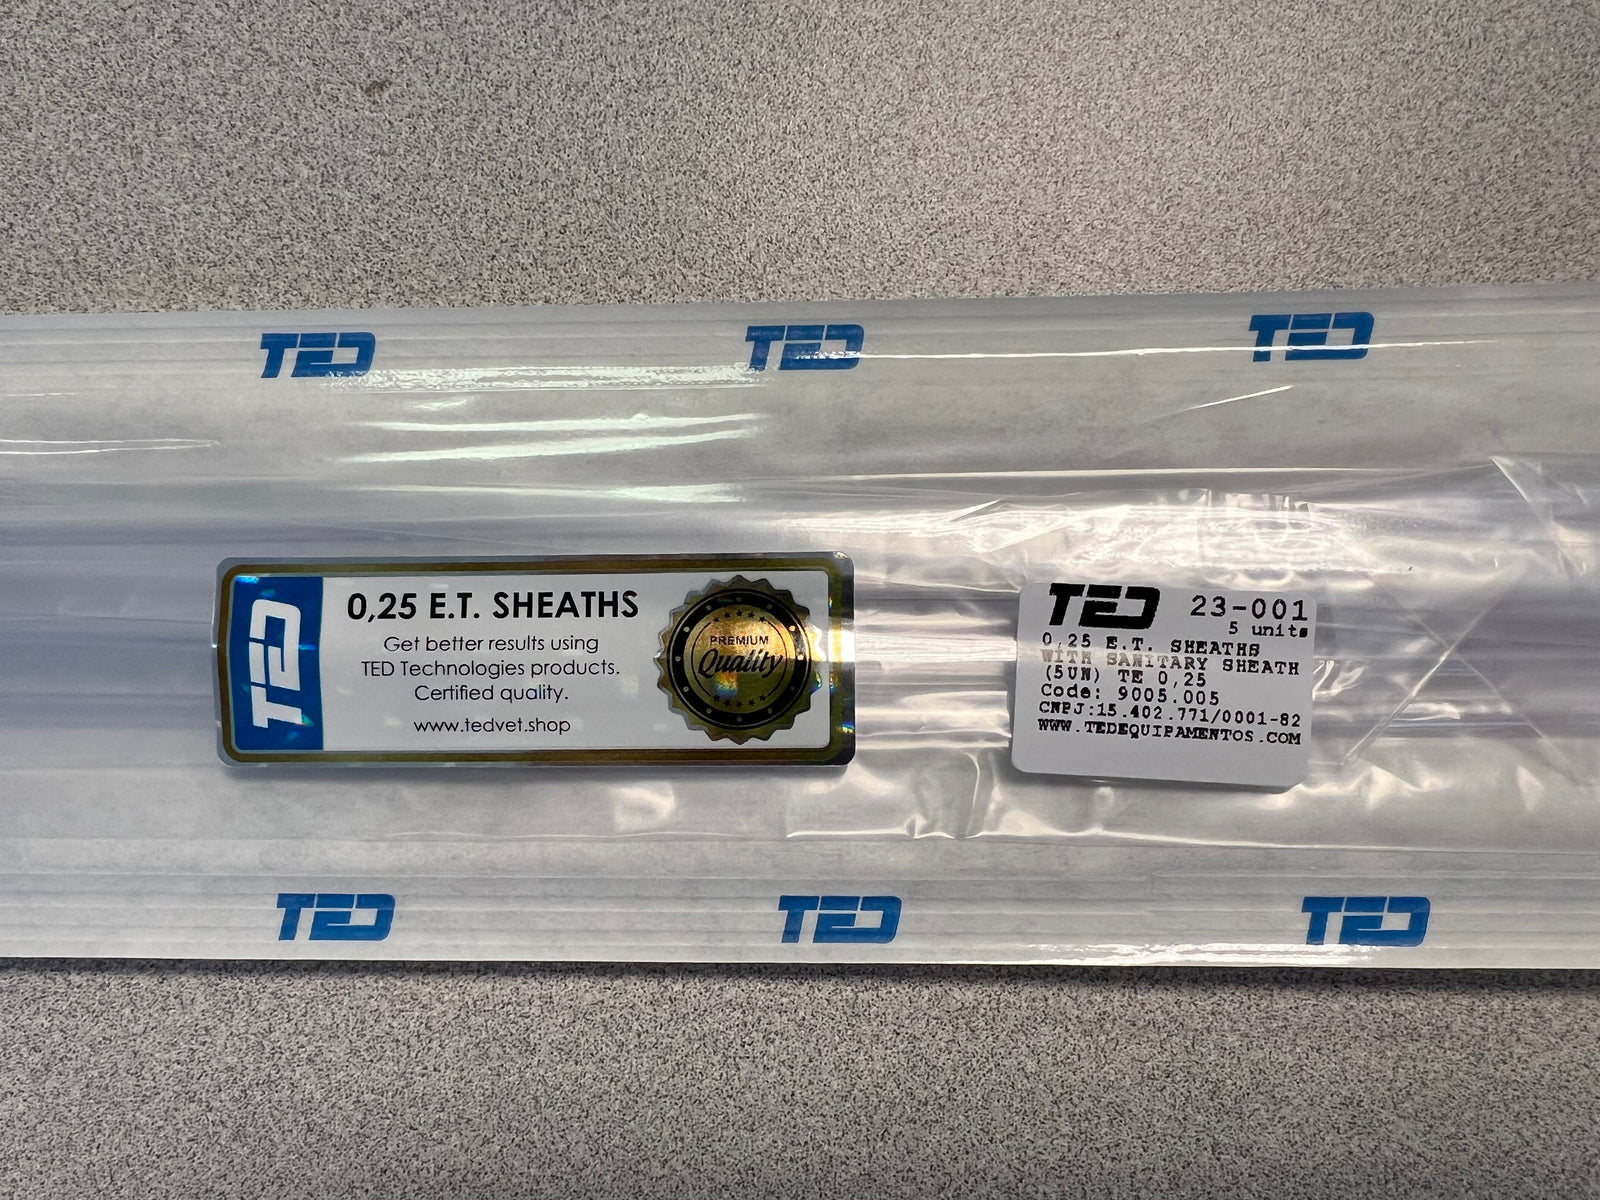 TED TED TED
TED
0,25 E.T. SHEATHS
Get better results using
TED Technologies products.
Certified quality.
www.tedvet.shop
PREMIUM
Quality
TED 23-001
5 units
0,25 E.T. SHEATHS
WITH SANITARY SHEATH
(5UN) TE 0,25
Code: 9005.005
CNPJ:15.402.771/0001-82
WWW.TEDEQUIPAMENTOS.COM
TED TED TED